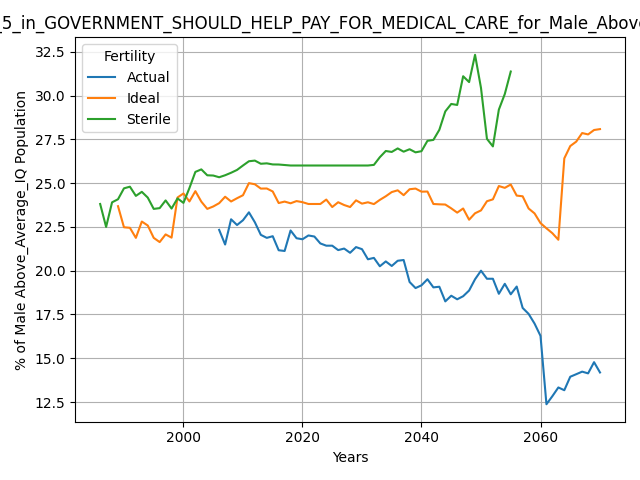 _5_in_GOVERNMENT_SHOULD_HELP_PAY_FOR_MEDICAL_CARE_for_Male_Above
Fertility
Actual
Ideal
Sterile
% of Male Above_Average_IQ Population
32.5
30.0
27.5
25.0
22.5
20.0
17.5
15.0
12.5
2000
2020
2040
2060
Years